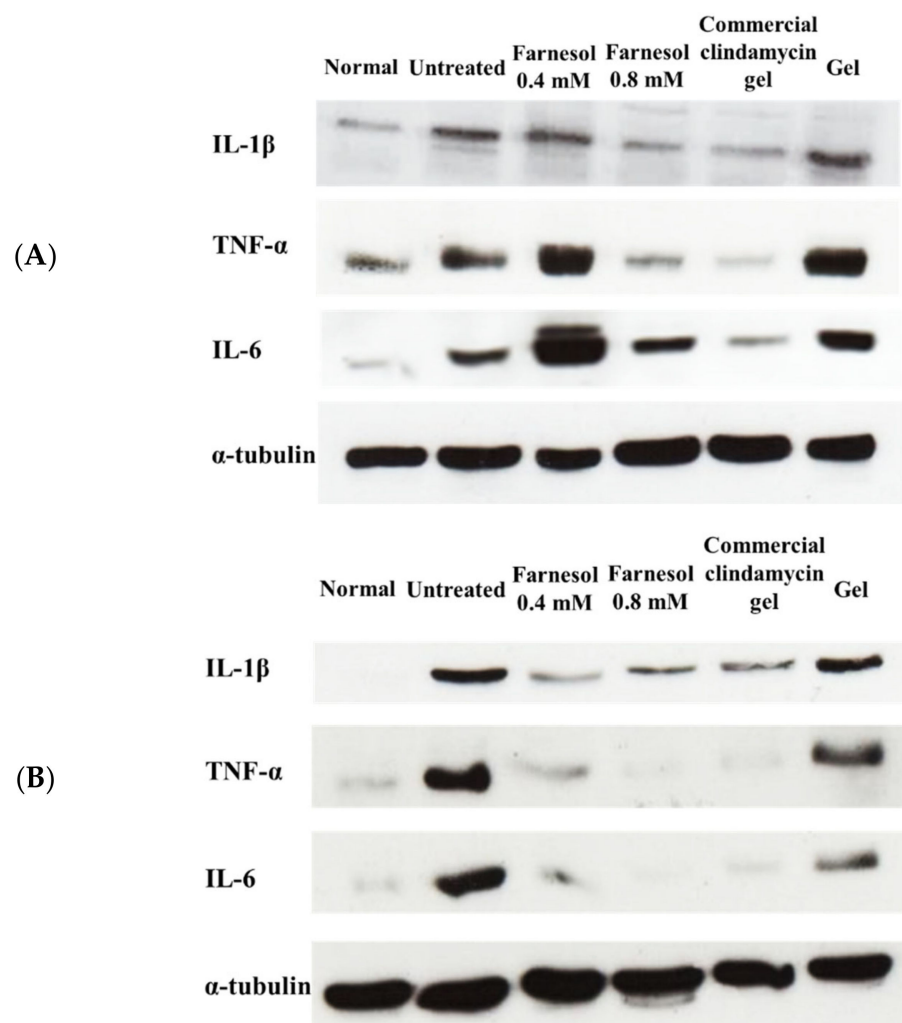 Normal Untreated Farnesol 0.4 mM Farnesol 0.8 mM Commercial clindamycin gel Gel
IL-1β
(A) TNF-α
IL-6
α-tubulin
Normal Untreated Farnesol 0.4 mM Farnesol 0.8 mM Commercial clindamycin gel Gel
IL-1β
(B) TNF-α
IL-6
α-tubulin